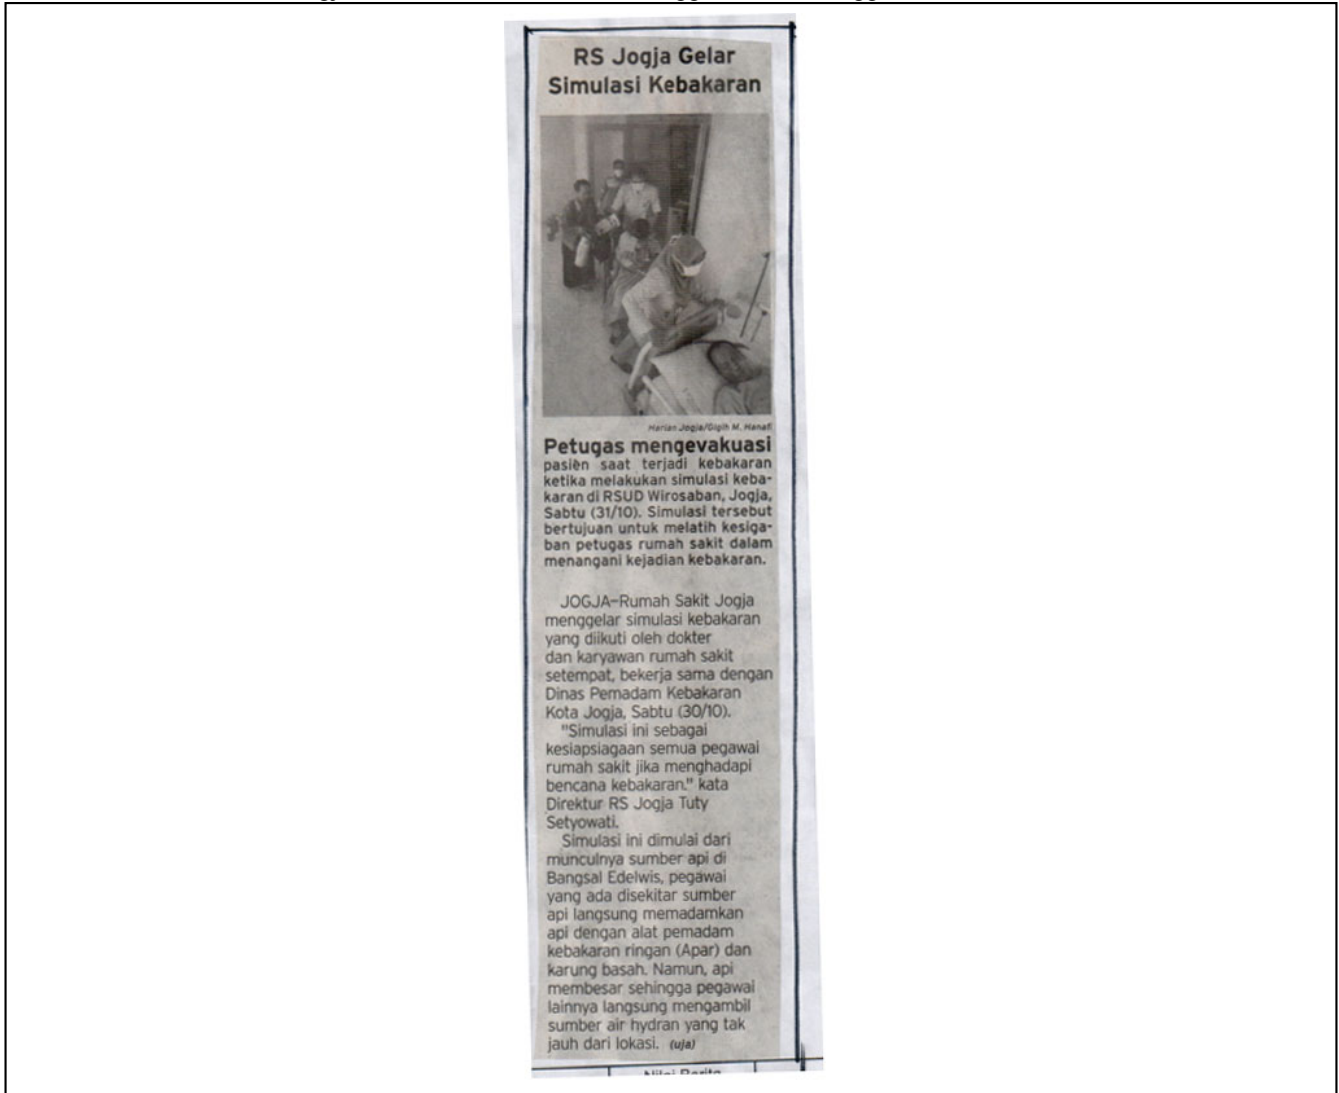 RS Jogja Gelar
Simulasi Kebakaran
Harian Jogja/Gigih M. Hanafi
Petugas mengevakuasi
pasien saat terjadi kebakaran
ketika melakukan simulasi keba-
karan di RSUD Wirosaban, Jogja,
Sabtu (31/10). Simulasi tersebut
bertujuan untuk melatih kesiga-
ban petugas rumah sakit dalam
menangani kejadian kebakaran.
JOGJA–Rumah Sakit Jogja
menggelar simulasi kebakaran
yang diikuti oleh dokter
dan karyawan rumah sakit
setempat, bekerja sama dengan
Dinas Pemadam Kebakaran
Kota Jogja, Sabtu (30/10).
"Simulasi ini sebagai
kesiapsiagaan semua pegawai
rumah sakit jika menghadapi
bencana kebakaran." kata
Direktur RS Jogja Tuty
Setyowati.
Simulasi ini dimulai dari
munculnya sumber api di
Bangsal Edelwis, pegawai
yang ada disekitar sumber
api langsung memadamkan
api dengan alat pemadam
kebakaran ringan (Apar) dan
karung basah. Namun, api
membesar sehingga pegawai
lainnya langsung mengambil
sumber air hydran yang tak
jauh dari lokasi. (uja)
Nilai Berita